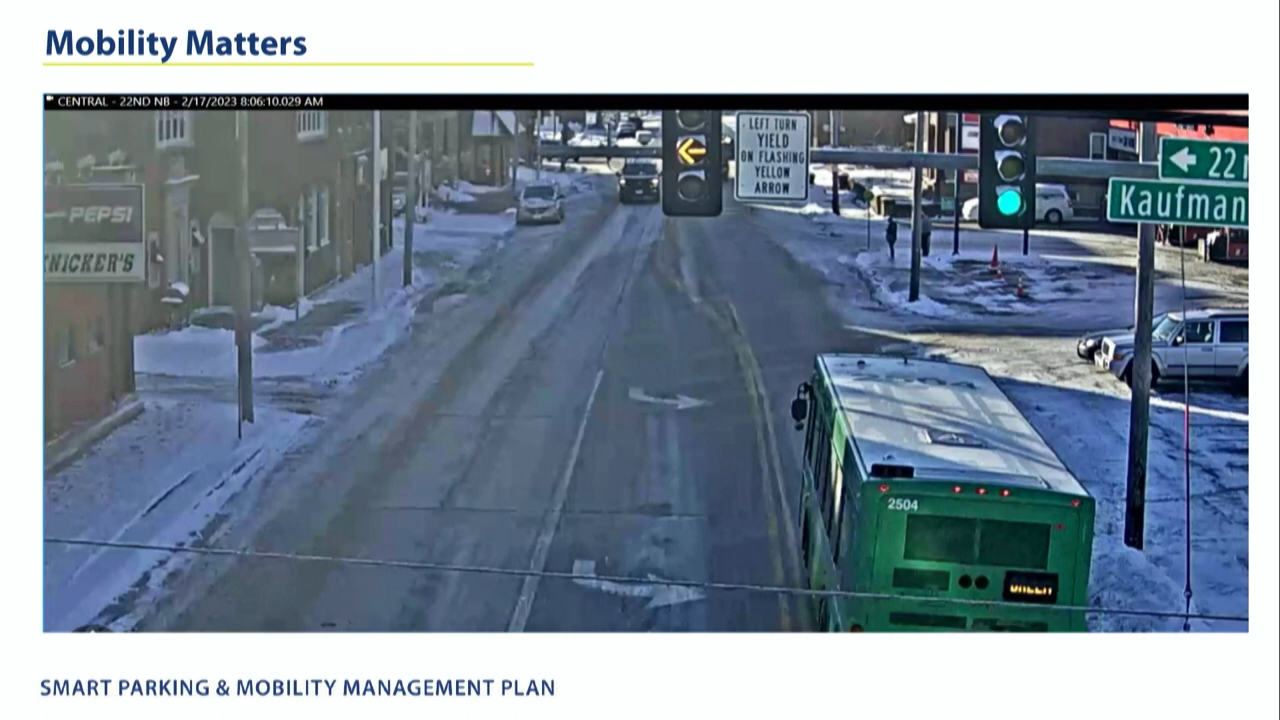 Mobility Matters
CENTRAL - 22ND NB - 2/17/2023 8:06:10.029 AM
LEFT TURN
YIELD
ON FLASHING
YELLOW
ARROW
22
Kaufman
PEPSI
KNICKER'S
2504
GREEN
SMART PARKING & MOBILITY MANAGEMENT PLAN